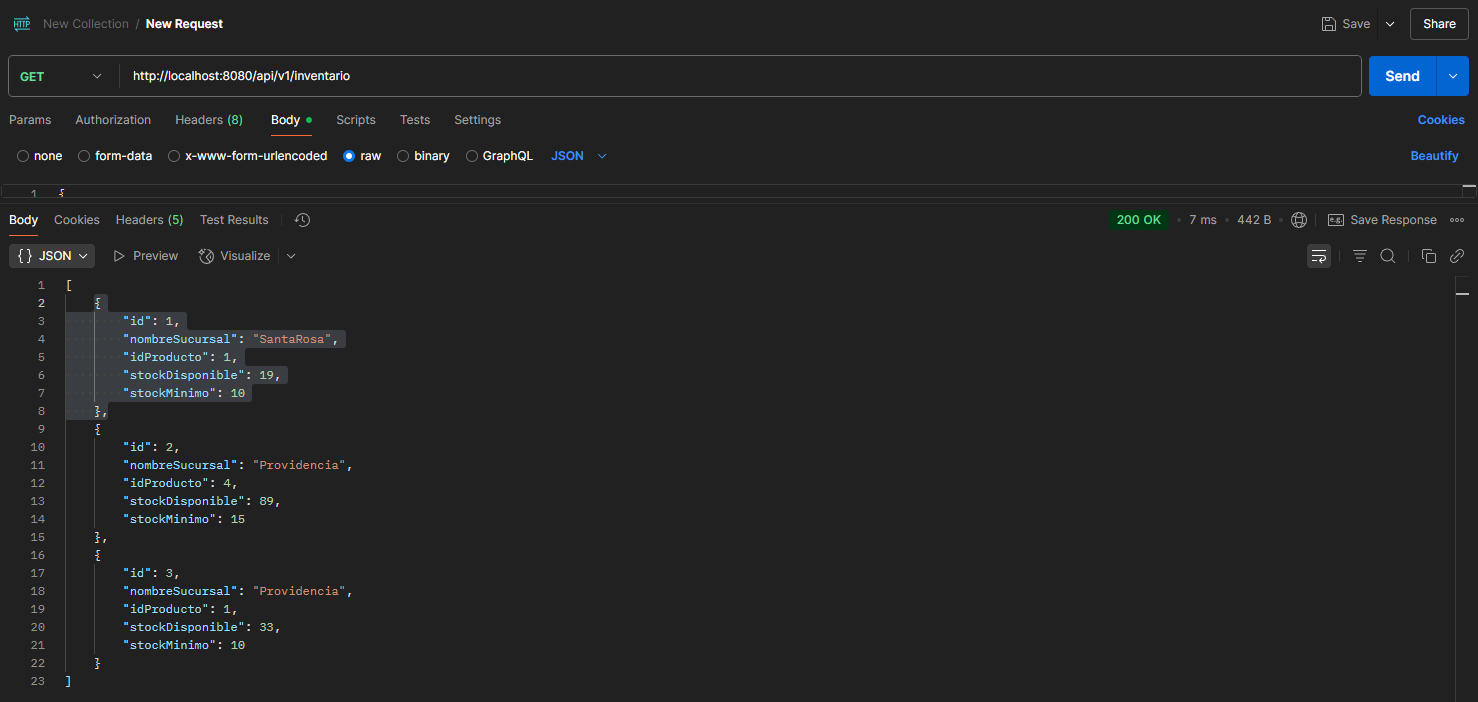 HTTP New Collection / New Request Save Share
GET http://localhost:8080/api/v1/inventario Send
Params Authorization Headers (8) Body Scripts Tests Settings Cookies
none form-data x-www-form-urlencoded raw binary GraphQL JSON Beautify
1 {
Body Cookies Headers (5) Test Results 200 OK • 7 ms • 442 B • e.g. Save Response
{} JSON Preview Visualize
1 [
2 {
3 "id": 1,
4 "nombreSucursal": "SantaRosa",
5 "idProducto": 1,
6 "stockDisponible": 19,
7 "stockMinimo": 10
8 },
9 {
10 "id": 2,
11 "nombreSucursal": "Providencia",
12 "idProducto": 4,
13 "stockDisponible": 89,
14 "stockMinimo": 15
15 },
16 {
17 "id": 3,
18 "nombreSucursal": "Providencia",
19 "idProducto": 1,
20 "stockDisponible": 33,
21 "stockMinimo": 10
22 }
23 ]